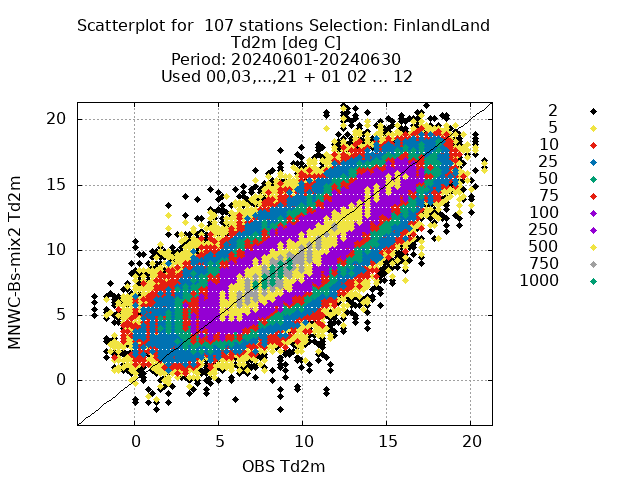 Scatterplot for  107 stations Selection: FinlandLand
Td2m [deg C]
Period: 20240601-20240630
Used 00,03,...,21 + 01 02 ... 12
MNWC-Bs-mix2 Td2m
20
15
10
5
0
0 5 10 15 20
OBS Td2m
2
5
10
25
50
75
100
250
500
750
1000